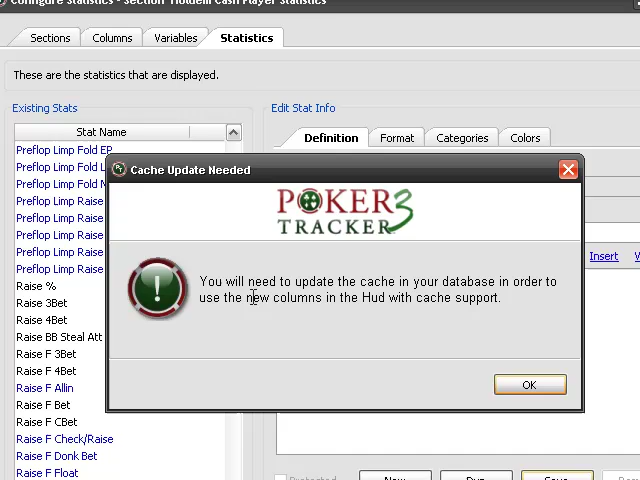 Configure Statistics - Section 'Holdem Cash Player Statistics'
Sections
Columns
Variables
Statistics
These are the statistics that are displayed.
Existing Stats
Edit Stat Info
Stat Name
Definition
Format
Categories
Colors
Preflop Limp Fold EP
Preflop Limp Fold L
Preflop Limp Fold M
Preflop Limp Raise
Preflop Limp Raise
Preflop Limp Raise
Preflop Limp Raise
Preflop Limp Raise
Raise %
Raise 3Bet
Raise 4Bet
Raise BB Steal Att
Raise F 3Bet
Raise F 4Bet
Raise F Allin
Raise F Bet
Raise F CBet
Raise F Check/Raise
Raise F Donk Bet
Raise F Float
Cache Update Needed
POKER
TRACKER 3
You will need to update the cache in your database in order to
use the new columns in the Hud with cache support.
OK
Insert
Protected
New
Dup
Save